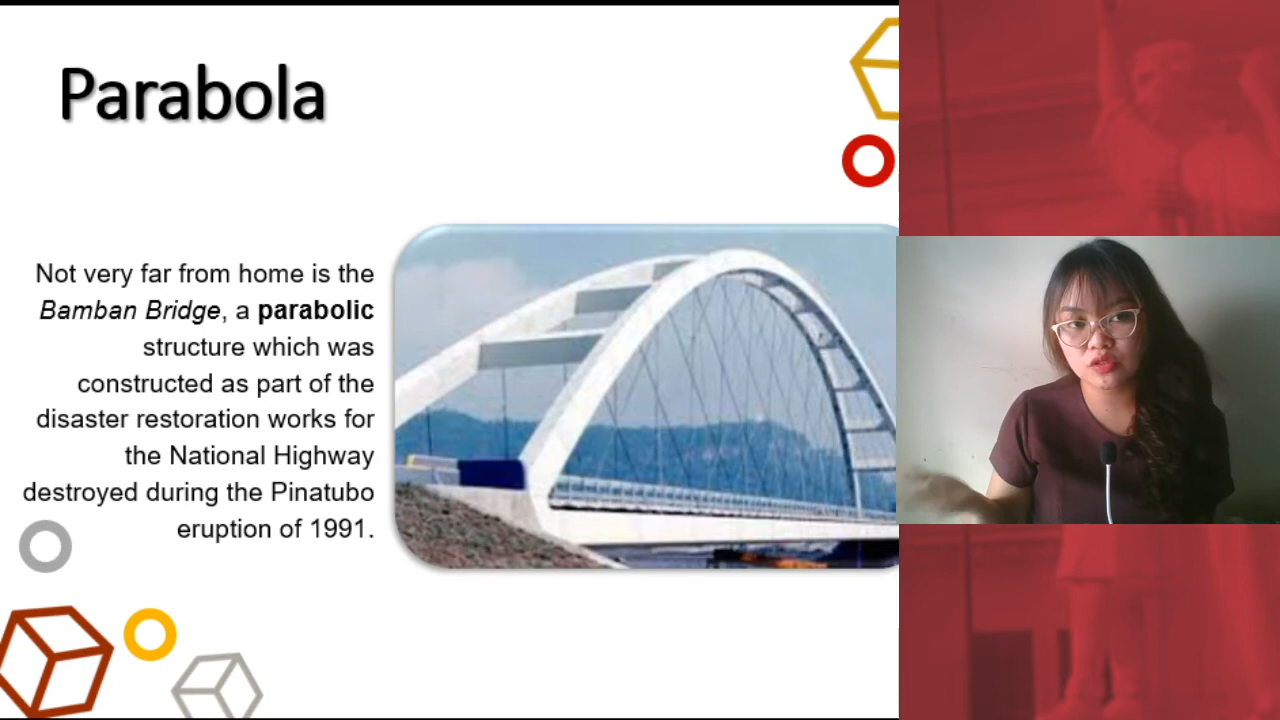 Parabola
Not very far from home is the
Bamban Bridge, a parabolic
structure which was
constructed as part of the
disaster restoration works for
the National Highway
destroyed during the Pinatubo
eruption of 1991.